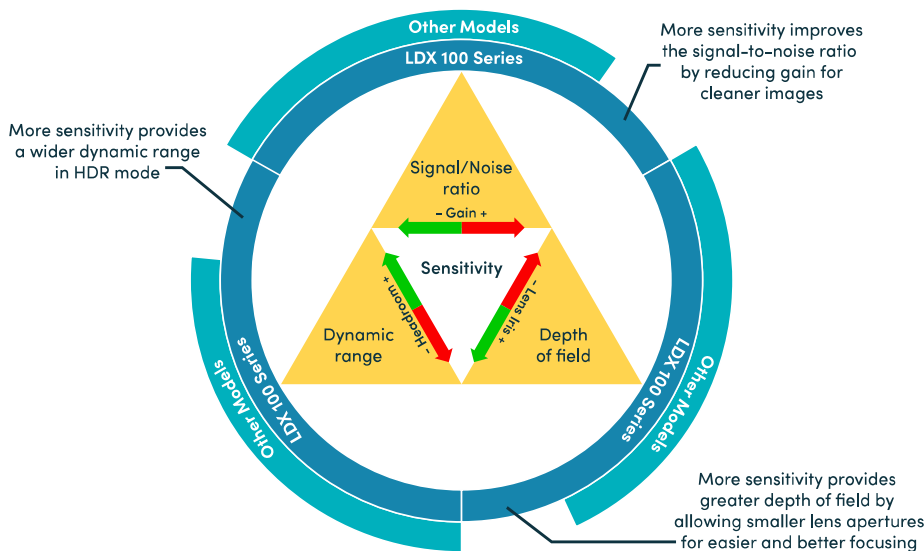 Other Models
LDX 100 Series
More sensitivity improves
the signal-to-noise ratio
by reducing gain for
cleaner images
More sensitivity provides
a wider dynamic range
in HDR mode
Signal/Noise
ratio
- Gain +
Sensitivity
- Headroom +
- Lens Iris +
Dynamic
range
Depth
of field
LDX 100 Series
Other Models
LDX 100 Series
Other Models
More sensitivity provides
greater depth of field by
allowing smaller lens apertures
for easier and better focusing